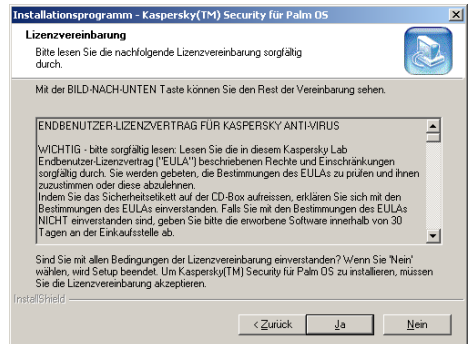 Installationsprogramm - Kaspersky(TM) Security für Palm OS
Lizenzvereinbarung
Bitte lesen Sie die nachfolgende Lizenzvereinbarung sorgfältig
durch.
Mit der BILD-NACH-UNTEN Taste können Sie den Rest der Vereinbarung sehen.
ENDBENUTZER-LIZENZVERTRAG FÜR KASPERSKY ANTI-VIRUS
WICHTIG - bitte sorgfältig lesen: Lesen Sie die in diesem Kaspersky Lab
Endbenutzer-Lizenzvertrag ("EULA") beschriebenen Rechte und Einschränkungen
sorgfältig durch. Sie werden gebeten, die Bestimmungen des EULAs zu prüfen und ihnen
zuzustimmen oder diese abzulehnen.
Indem Sie das Sicherheitsetikett auf der CD-Box aufreissen, erklären Sie sich mit den
Bestimmungen des EULAs einverstanden. Falls Sie mit den Bestimmungen des EULAs
NICHT einverstanden sind, geben Sie bitte die erworbene Software innerhalb von 30
Tagen an der Einkaufsstelle ab.
Sind Sie mit allen Bedingungen der Lizenzvereinbarung einverstanden? Wenn Sie 'Nein'
wählen, wird Setup beendet. Um Kaspersky(TM) Security für Palm OS zu installieren, müssen
Sie die Lizenzvereinbarung akzeptieren.
InstallShield
< Zurück Ja Nein